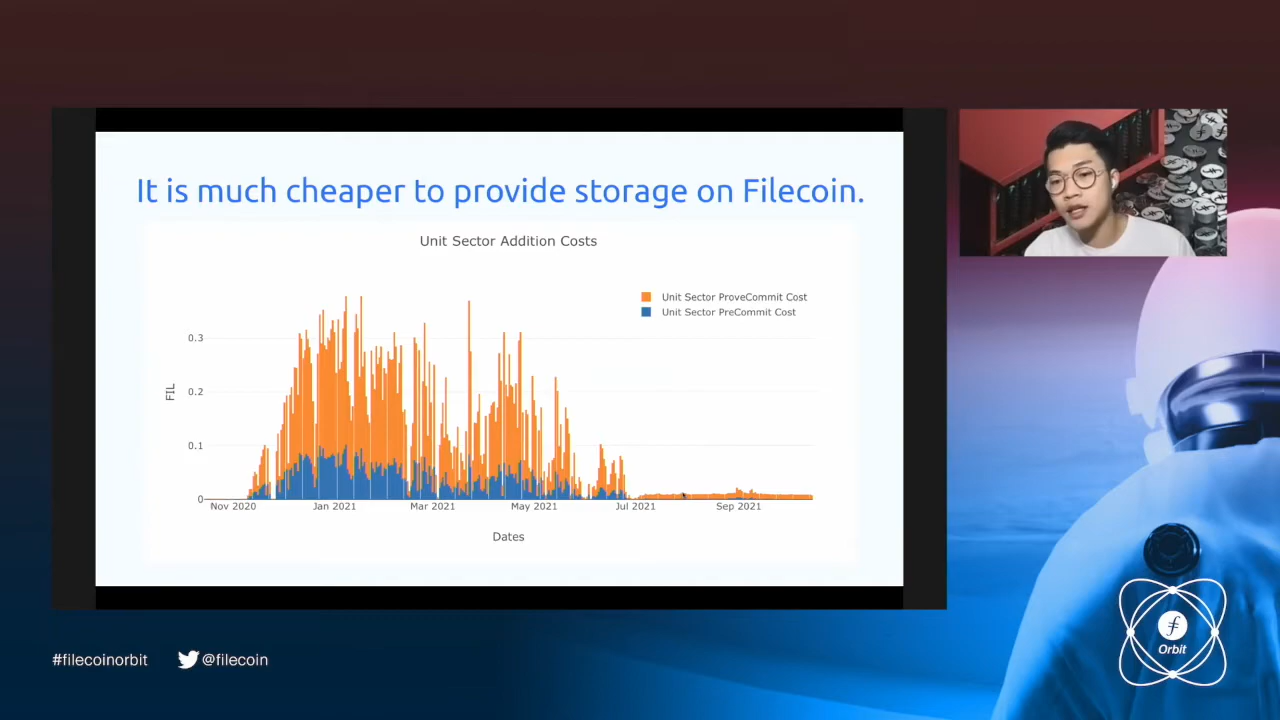 It is much cheaper to provide storage on Filecoin.
Unit Sector Addition Costs
Unit Sector ProveCommit Cost
Unit Sector PreCommit Cost
0.3
0.2
0.1
0
FIL
Nov 2020 Jan 2021 Mar 2021 May 2021 Jul 2021 Sep 2021
Dates
#filecoinorbit @filecoin
Orbit